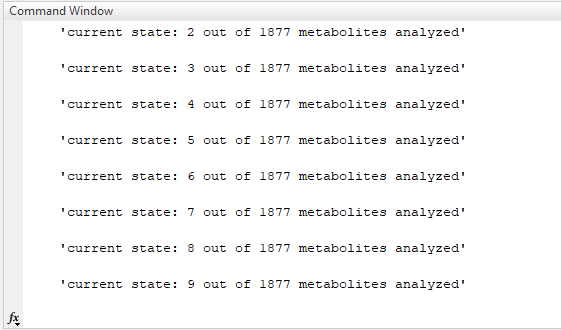 Command Window
'current state: 2 out of 1877 metabolites analyzed'
'current state: 3 out of 1877 metabolites analyzed'
'current state: 4 out of 1877 metabolites analyzed'
'current state: 5 out of 1877 metabolites analyzed'
'current state: 6 out of 1877 metabolites analyzed'
'current state: 7 out of 1877 metabolites analyzed'
'current state: 8 out of 1877 metabolites analyzed'
'current state: 9 out of 1877 metabolites analyzed'
fx